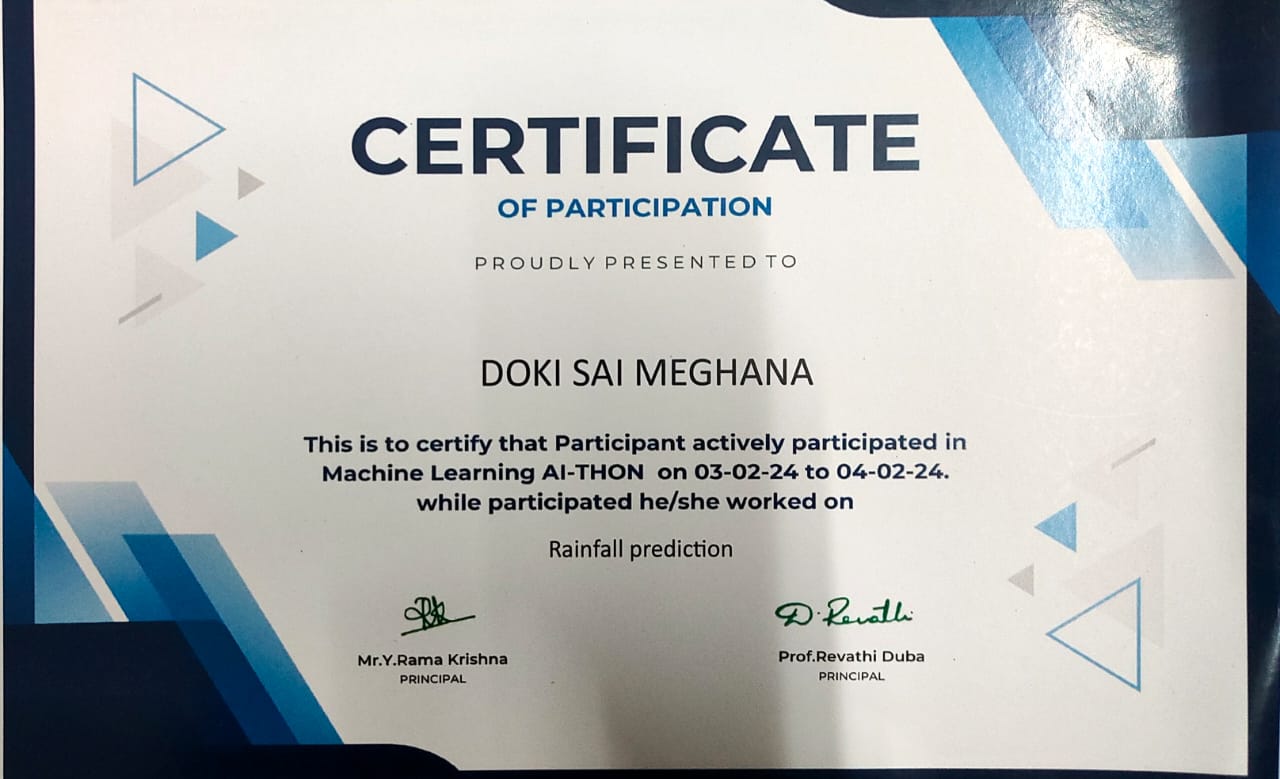 CERTIFICATE
OF PARTICIPATION
PROUDLY PRESENTED TO
DOKI SAI MEGHANA
This is to certify that Participant actively participated in
Machine Learning AI-THON on 03-02-24 to 04-02-24.
while participated he/she worked on
Rainfall prediction
D. Revathi
Mr.Y.Rama Krishna
Prof.Revathi Duba
PRINCIPAL
PRINCIPAL